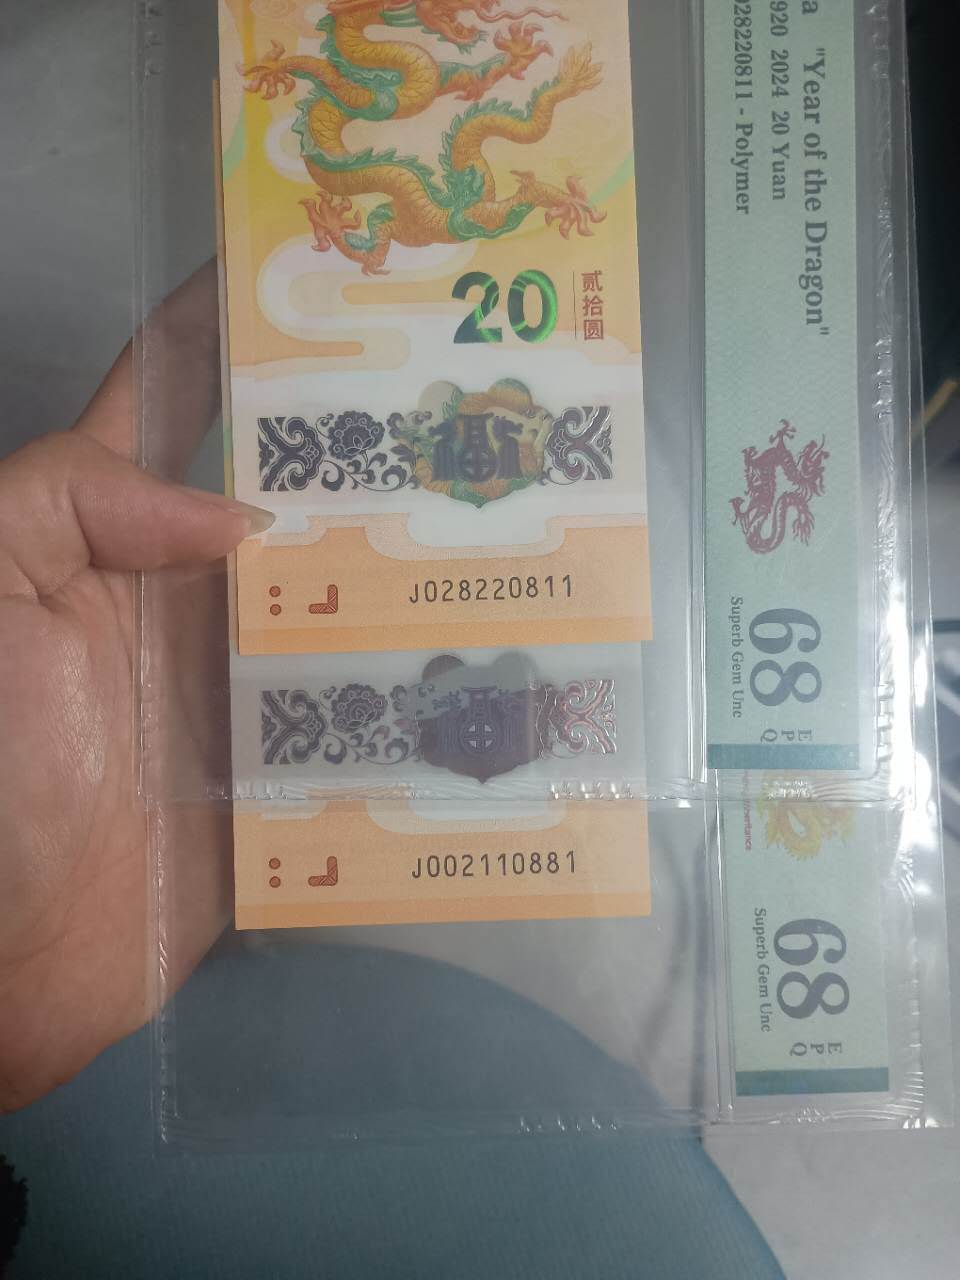 20
贰拾圆
福
J028220811
J002110881
a "Year of the Dragon"
920 2024 20 Yuan
028220811 - Polymer
68
EPQ
Superb Gem Unc
68
EPQ
Superb Gem Unc